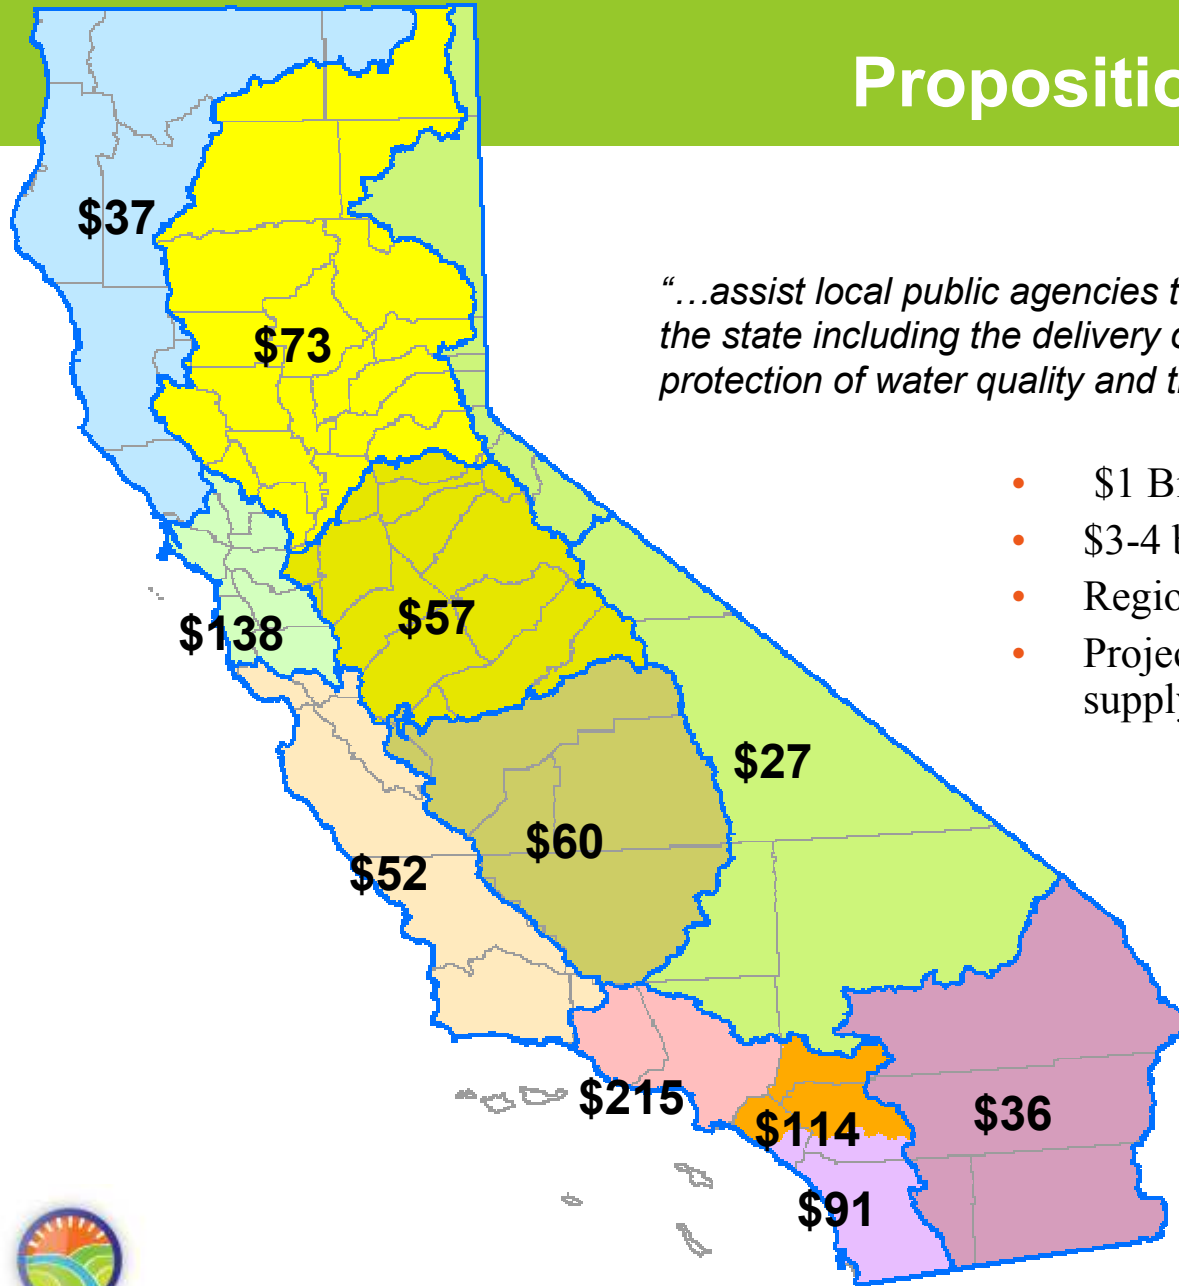 Propositio
$37
"…assist local public agencies t
$73
the state including the delivery
protection of water quality and
• $1 B
• $3-4
$57
• Regio
$138
• Projec
supply
$27
$60
$52
$215
$114
$36
$91